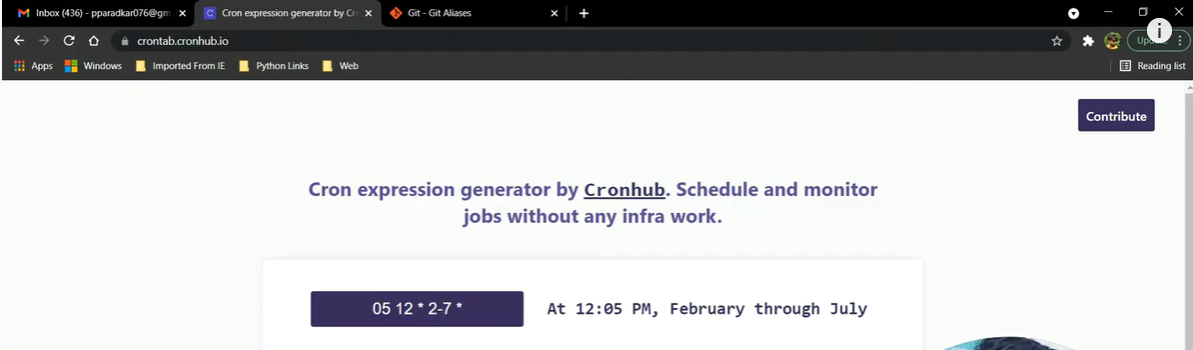 Inbox (436) - pparadkar076@gm
Cron expression generator by Cr
Git - Git Aliases
crontab.cronhub.io
Apps
Windows
Imported From IE
Python Links
Web
Reading list
Contribute
Cron expression generator by Cronhub. Schedule and monitor
jobs without any infra work.
05 12 * 2-7 *
At 12:05 PM, February through July